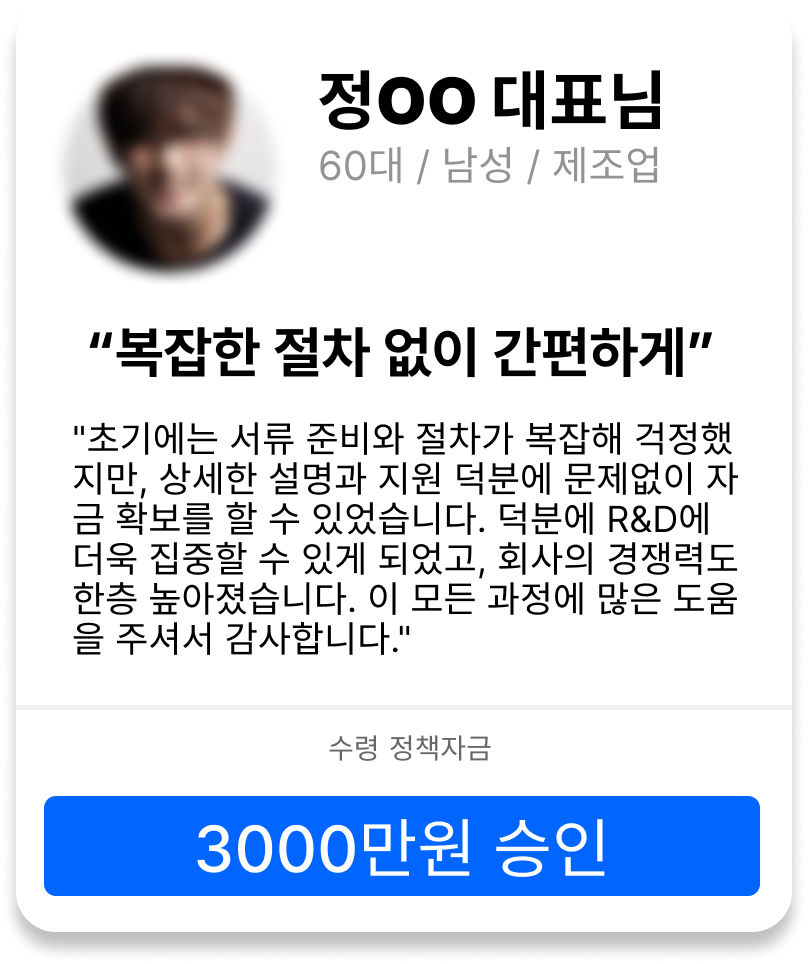 정OO 대표님
60대 / 남성 / 제조업
“복잡한 절차 없이 간편하게”
"초기에는 서류 준비와 절차가 복잡해 걱정했
지만, 상세한 설명과 지원 덕분에 문제없이 자
금 확보를 할 수 있었습니다. 덕분에 R&D에
더욱 집중할 수 있게 되었고, 회사의 경쟁력도
한층 높아졌습니다. 이 모든 과정에 많은 도움
을 주셔서 감사합니다."
수령 정책자금
3000만원 승인